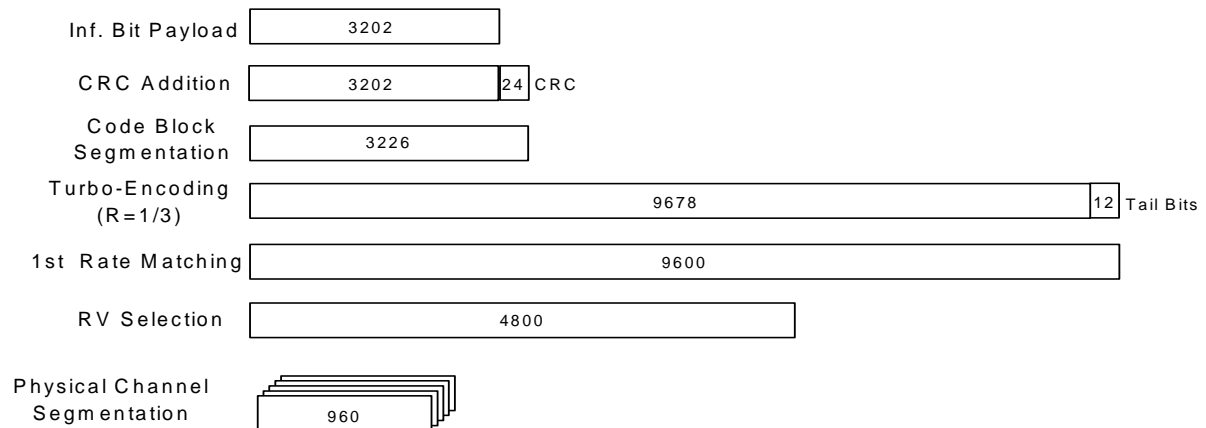 Inf. Bit Payload 3202
CRC Addition 3202 24 CRC
Code Block
Segmentation 3226
Turbo-Encoding
(R=1/3) 9678 12 Tail Bits
1st Rate Matching 9600
RV Selection 4800
Physical Channel
Segmentation 960